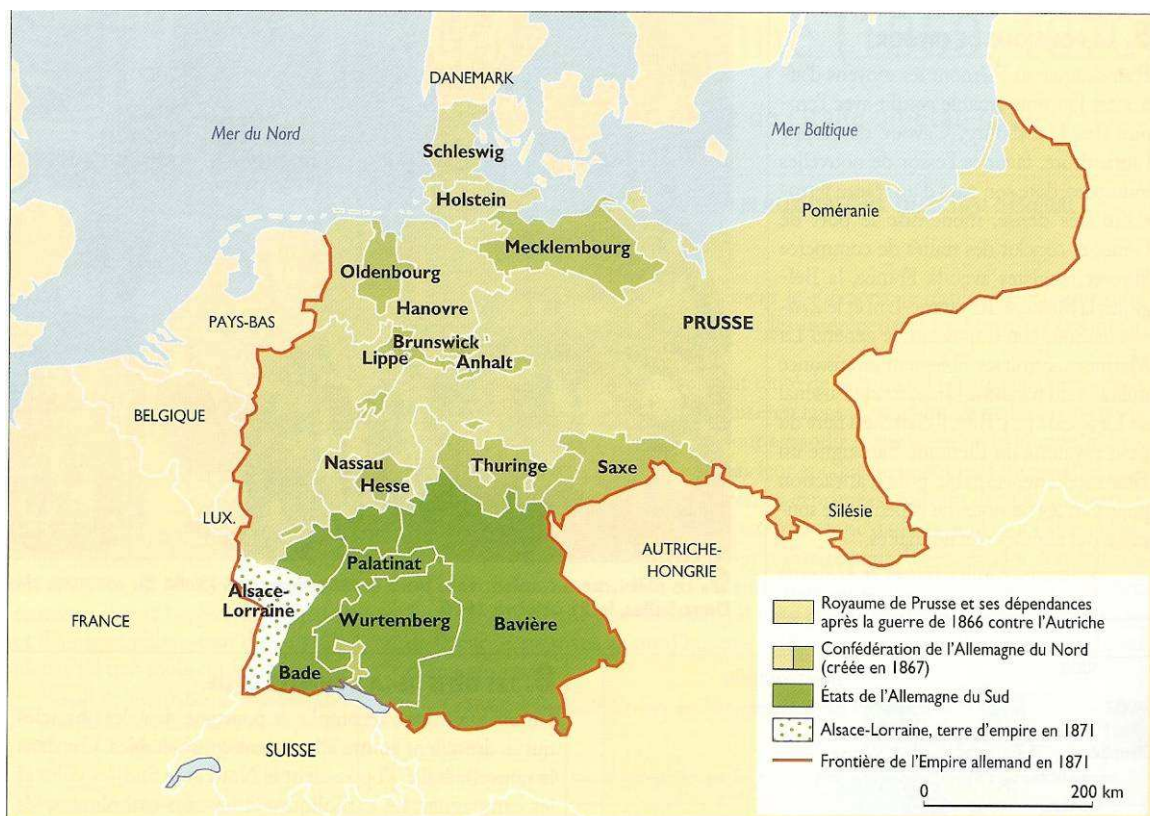 DANEMARK
Mer du Nord
Mer Baltique
Schleswig
Holstein
Poméranie
Mecklembourg
Oldenbourg
Hanovre
PAYS-BAS
PRUSSE
Brunswick
Lippe
Anhalt
BELGIQUE
Nassau
Thuringe
Saxe
Hesse
LUX.
Silésie
AUTRICHE-
HONGRIE
Palatinat
Alsace-
Lorraine
FRANCE
Wurtemberg
Bavière
Bade
SUISSE
Royaume de Prusse et ses dépendances
après la guerre de 1866 contre l'Autriche
Confédération de l'Allemagne du Nord
(créée en 1867)
États de l'Allemagne du Sud
Alsace-Lorraine, terre d'empire en 1871
Frontière de l'Empire allemand en 1871
0 200 km